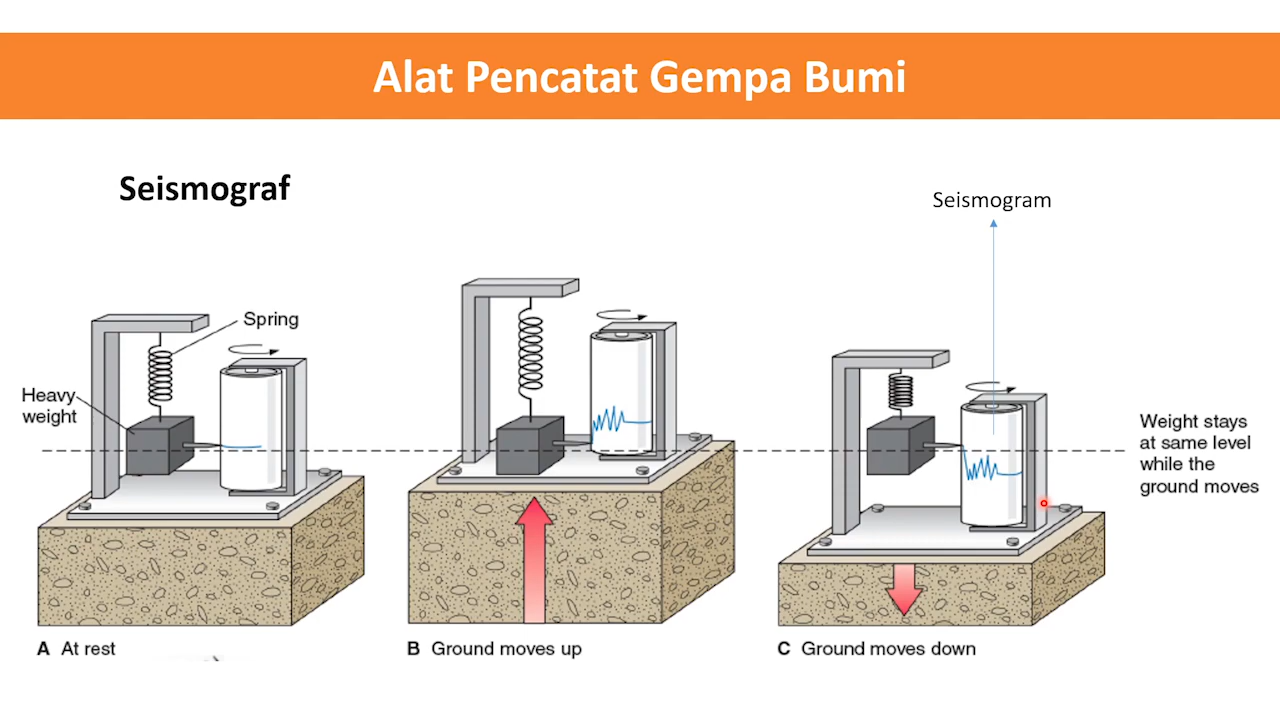 Alat Pencatat Gempa Bumi
Seismograf
Seismogram
Spring
Heavy
weight
Weight stays
at same level
while the
ground moves
A At rest
B Ground moves up
C Ground moves down